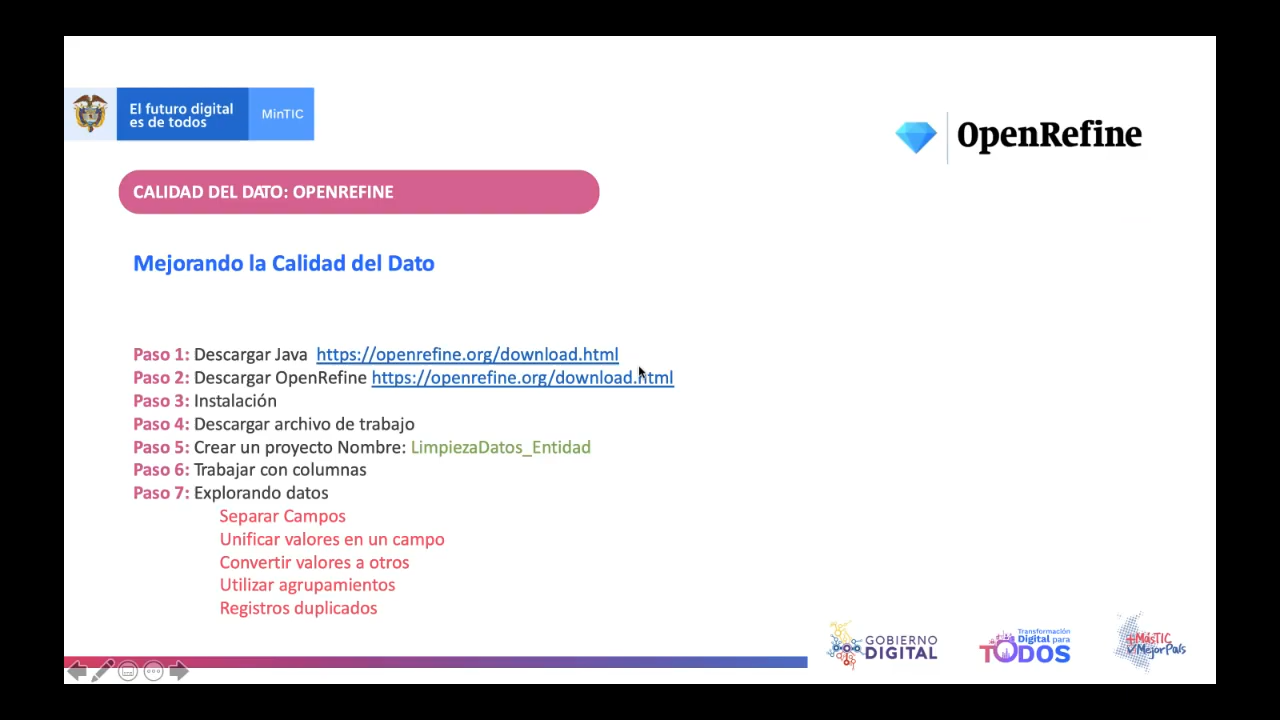 El futuro digital
es de todos
MinTIC
OpenRefine
CALIDAD DEL DATO: OPENREFINE
Mejorando la Calidad del Dato
Paso 1: Descargar Java https://openrefine.org/download.html
Paso 2: Descargar OpenRefine https://openrefine.org/download.html
Paso 3: Instalación
Paso 4: Descargar archivo de trabajo
Paso 5: Crear un proyecto Nombre: LimpiezaDatos_Entidad
Paso 6: Trabajar con columnas
Paso 7: Explorando datos
Separar Campos
Unificar valores en un campo
Convertir valores a otros
Utilizar agrupamientos
Registros duplicados
GOBIERNO
DIGITAL
Transformación
Digital para
TODOS
+MásTIC
MejorPaís